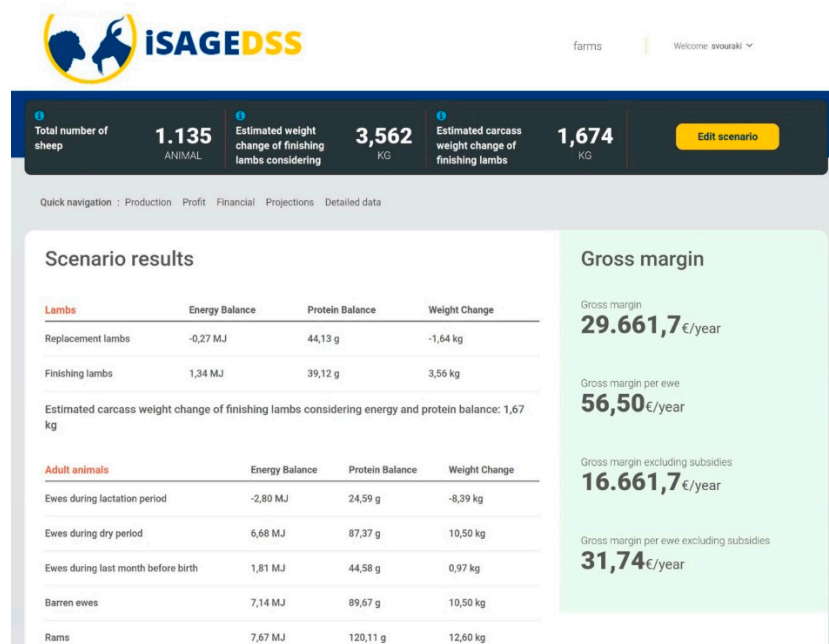 iSAGEDSS
farms
Welcome svouraki
Total number of
sheep
1.135
ANIMAL
Estimated weight
change of finishing
lambs considering
3,562
KG
Estimated carcass
weight change of
finishing lambs
1,674
KG
Edit scenario
Quick navigation : Production Profit Financial Projections Detailed data
Scenario results
Lambs Energy Balance Protein Balance Weight Change
Replacement lambs -0,27 MJ 44,13 g -1,64 kg
Finishing lambs 1,34 MJ 39,12 g 3,56 kg
Estimated carcass weight change of finishing lambs considering energy and protein balance: 1,67
kg
Adult animals Energy Balance Protein Balance Weight Change
Ewes during lactation period -2,80 MJ 24,59 g -8,39 kg
Ewes during dry period 6,68 MJ 87,37 g 10,50 kg
Ewes during last month before birth 1,81 MJ 44,58 g 0,97 kg
Barren ewes 7,14 MJ 89,67 g 10,50 kg
Rams 7,67 MJ 120,11 g 12,60 kg
Gross margin
Gross margin
29.661,7€/year
Gross margin per ewe
56,50€/year
Gross margin excluding subsidies
16.661,7€/year
Gross margin per ewe excluding subsidies
31,74€/year